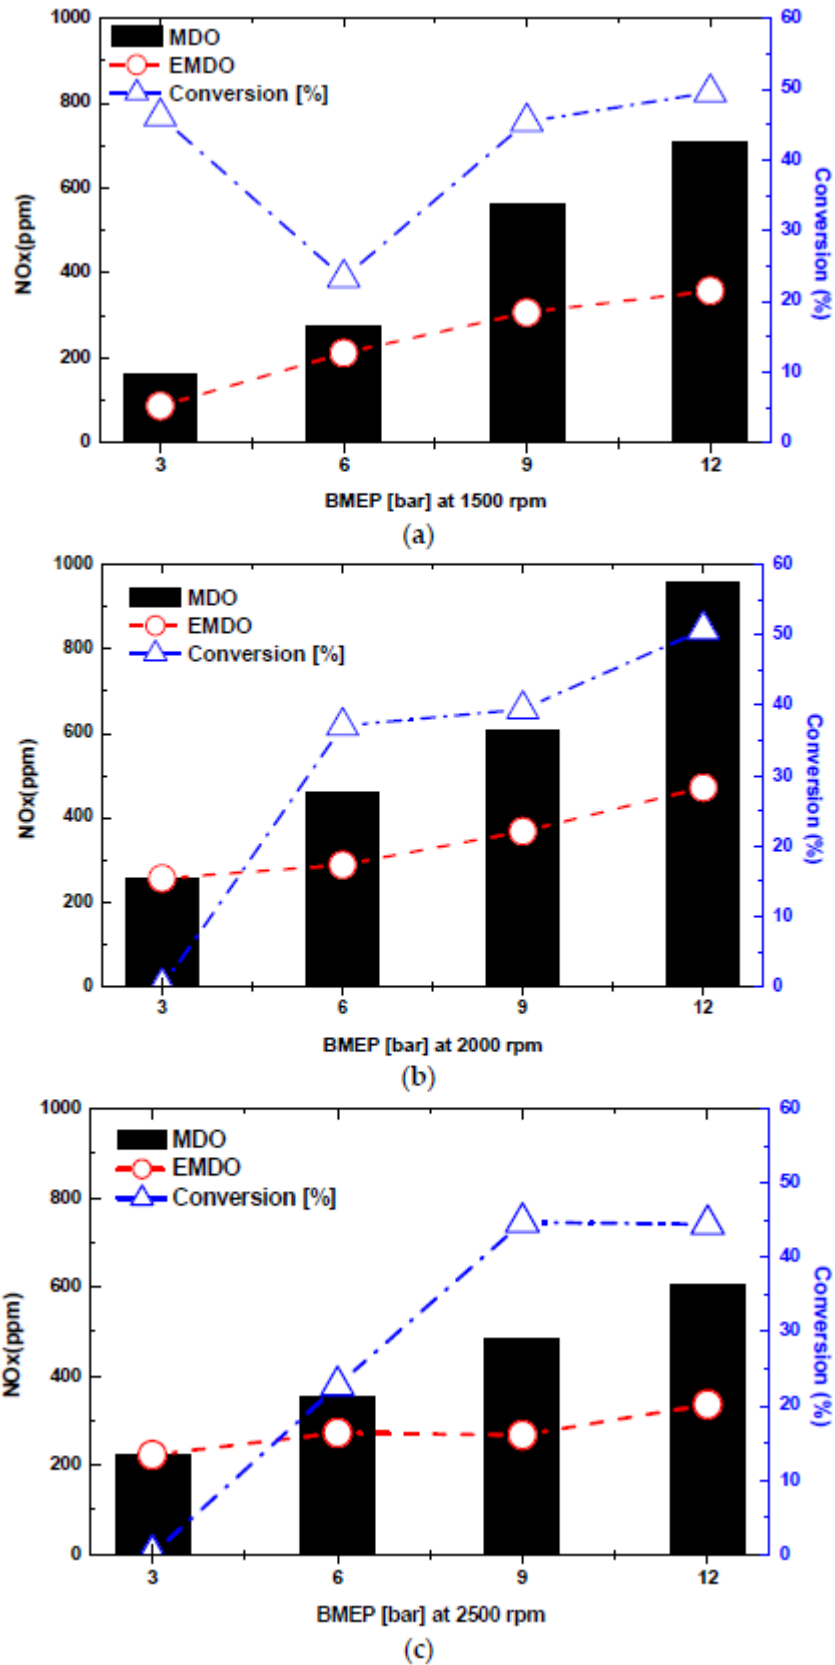 1000
800
600
400
200
0
NOx(ppm)
MDO
EMDO
Conversion [%]
60
50
40
30
20
10
0
Conversion (%)
3 6 9 12
BMEP [bar] at 1500 rpm
(a)
1000
800
600
400
200
0
NOx(ppm)
MDO
EMDO
Conversion [%]
60
50
40
30
20
10
0
Conversion (%)
3 6 9 12
BMEP [bar] at 2000 rpm
(b)
1000
800
600
400
200
0
NOx(ppm)
MDO
EMDO
Conversion [%]
60
50
40
30
20
10
0
Conversion (%)
3 6 9 12
BMEP [bar] at 2500 rpm
(c)